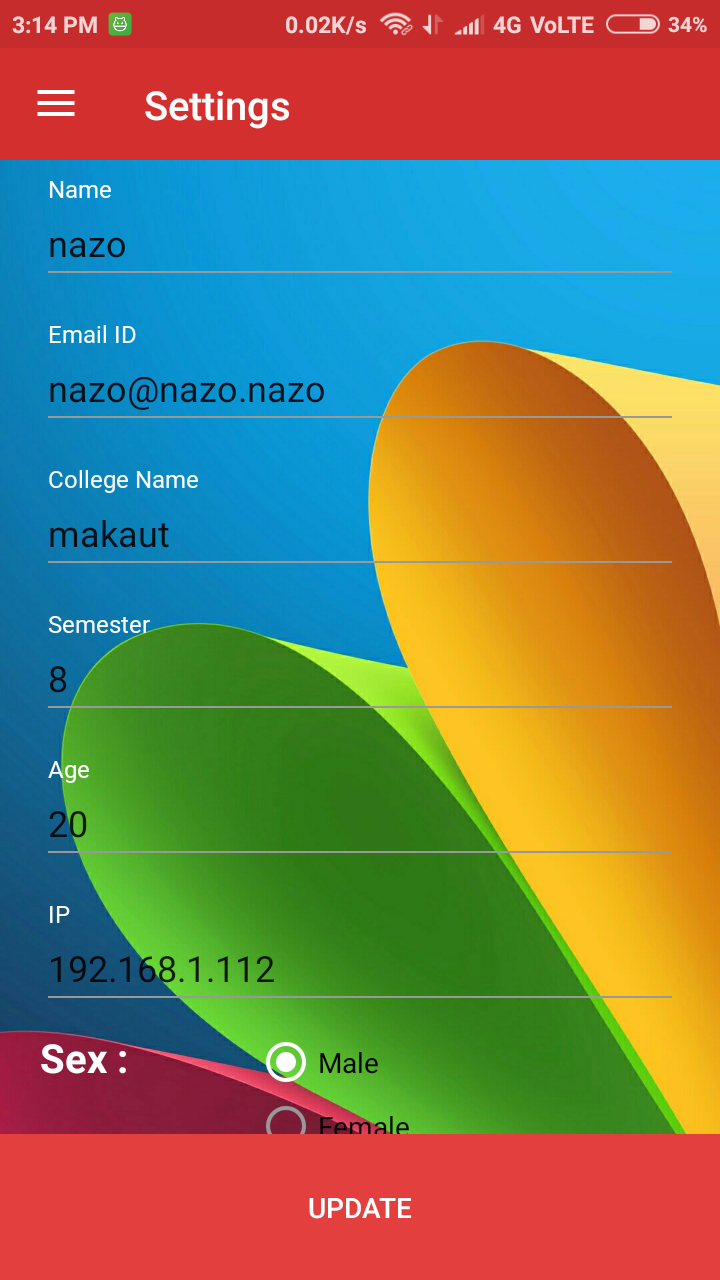 3:14 PM 0.02K/s 4G VoLTE 34%
Settings
Name
nazo
Email ID
nazo@nazo.nazo
College Name
makaut
Semester
8
Age
20
IP
192.168.1.112
Sex : Male
Female
UPDATE